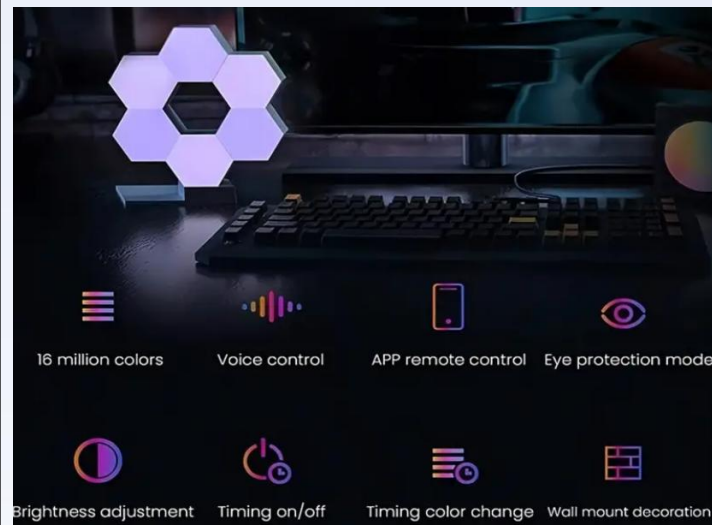 16 million colors
Voice control
APP remote control
Eye protection mode
Brightness adjustment
Timing on/off
Timing color change
Wall mount decoration